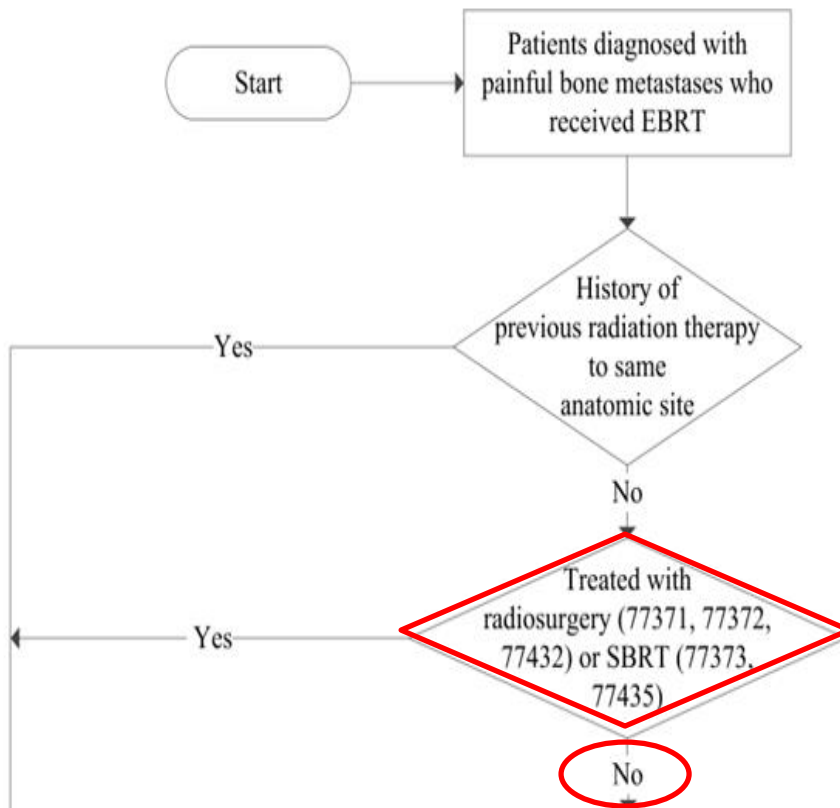 Start
Patients diagnosed with
painful bone metastases who
received EBRT
History of
previous radiation therapy
to same
anatomic site
Yes
No
Treated with
radiosurgery (77371, 77372,
77432) or SBRT (77373,
77435)
Yes
No